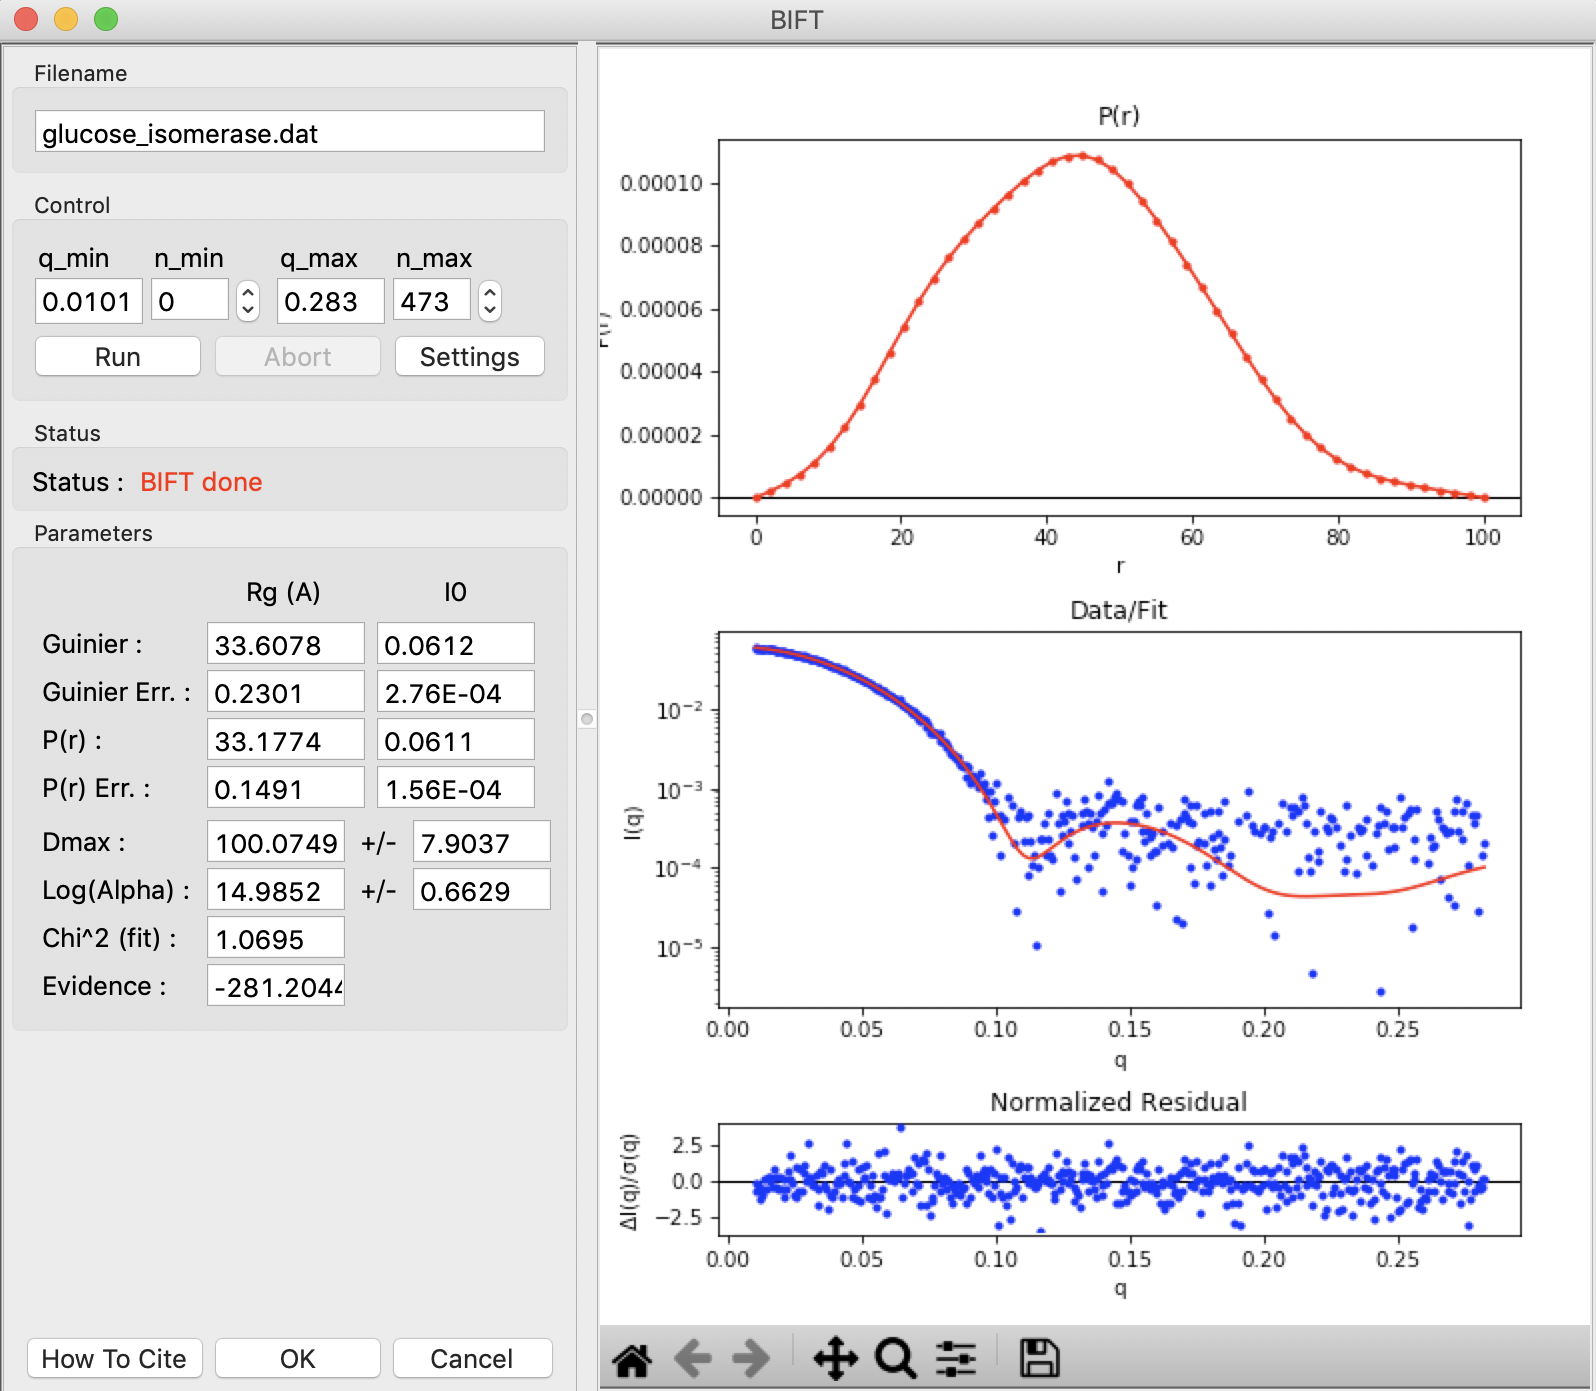 BIFT
Filename
glucose_isomerase.dat
Control
q_min n_min q_max n_max
0.0101 0 0.283 473
Run Abort Settings
Status
Status : BIFT done
Parameters
Rg (A) I0
Guinier : 33.6078 0.0612
Guinier Err. : 0.2301 2.76E-04
P(r) : 33.1774 0.0611
P(r) Err. : 0.1491 1.56E-04
Dmax : 100.0749 +/- 7.9037
Log(Alpha) : 14.9852 +/- 0.6629
Chi^2 (fit) : 1.0695
Evidence : -281.2044
How To Cite OK Cancel
P(r)
0.00010
0.00008
0.00006
0.00004
0.00002
0.00000
P(r)
0 20 40 60 80 100
r
Data/Fit
10⁻²
10⁻³
10⁻⁴
10⁻⁵
I(q)
0.00 0.05 0.10 0.15 0.20 0.25
q
Normalized Residual
2.5
0.0
−2.5
ΔI(q)/σ(q)
0.00 0.05 0.10 0.15 0.20 0.25
q